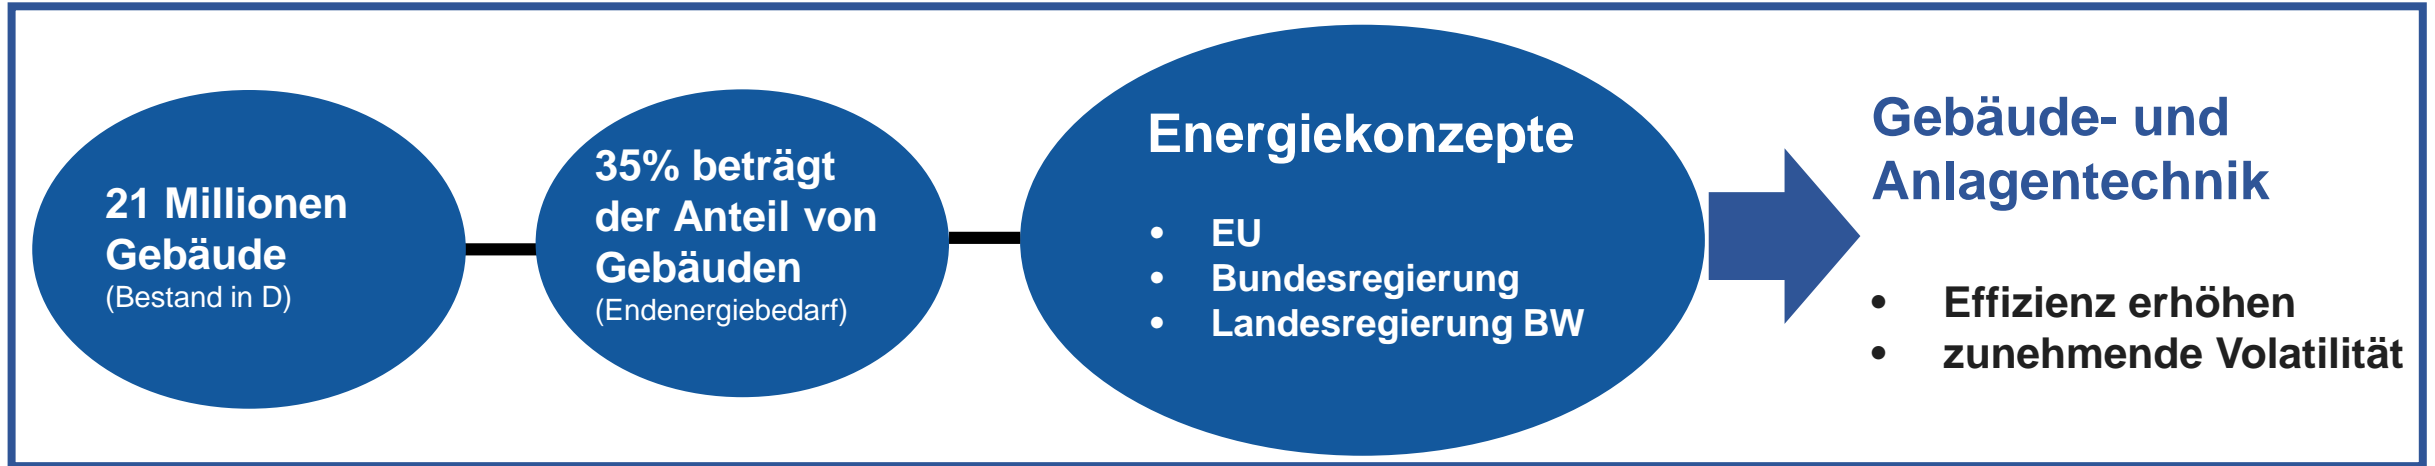 21 Millionen
Gebäude
(Bestand in D)
35% beträgt
der Anteil von
Gebäuden
(Endenergiebedarf)
Energiekonzepte
• EU
• Bundesregierung
• Landesregierung BW
Gebäude- und
Anlagentechnik
• Effizienz erhöhen
• zunehmende Volatilität